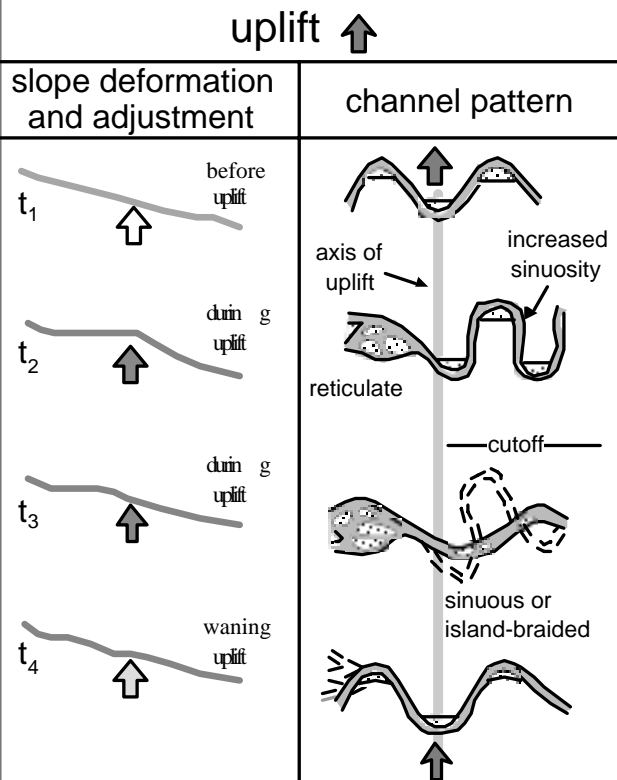 uplift
slope deformation
and adjustment
channel pattern
t1
before
uplift
axis of
uplift
increased
sinuosity
t2
durin g
uplift
reticulate
cutoff
t3
durin g
uplift
sinuous or
island-braided
t4
waning
uplift